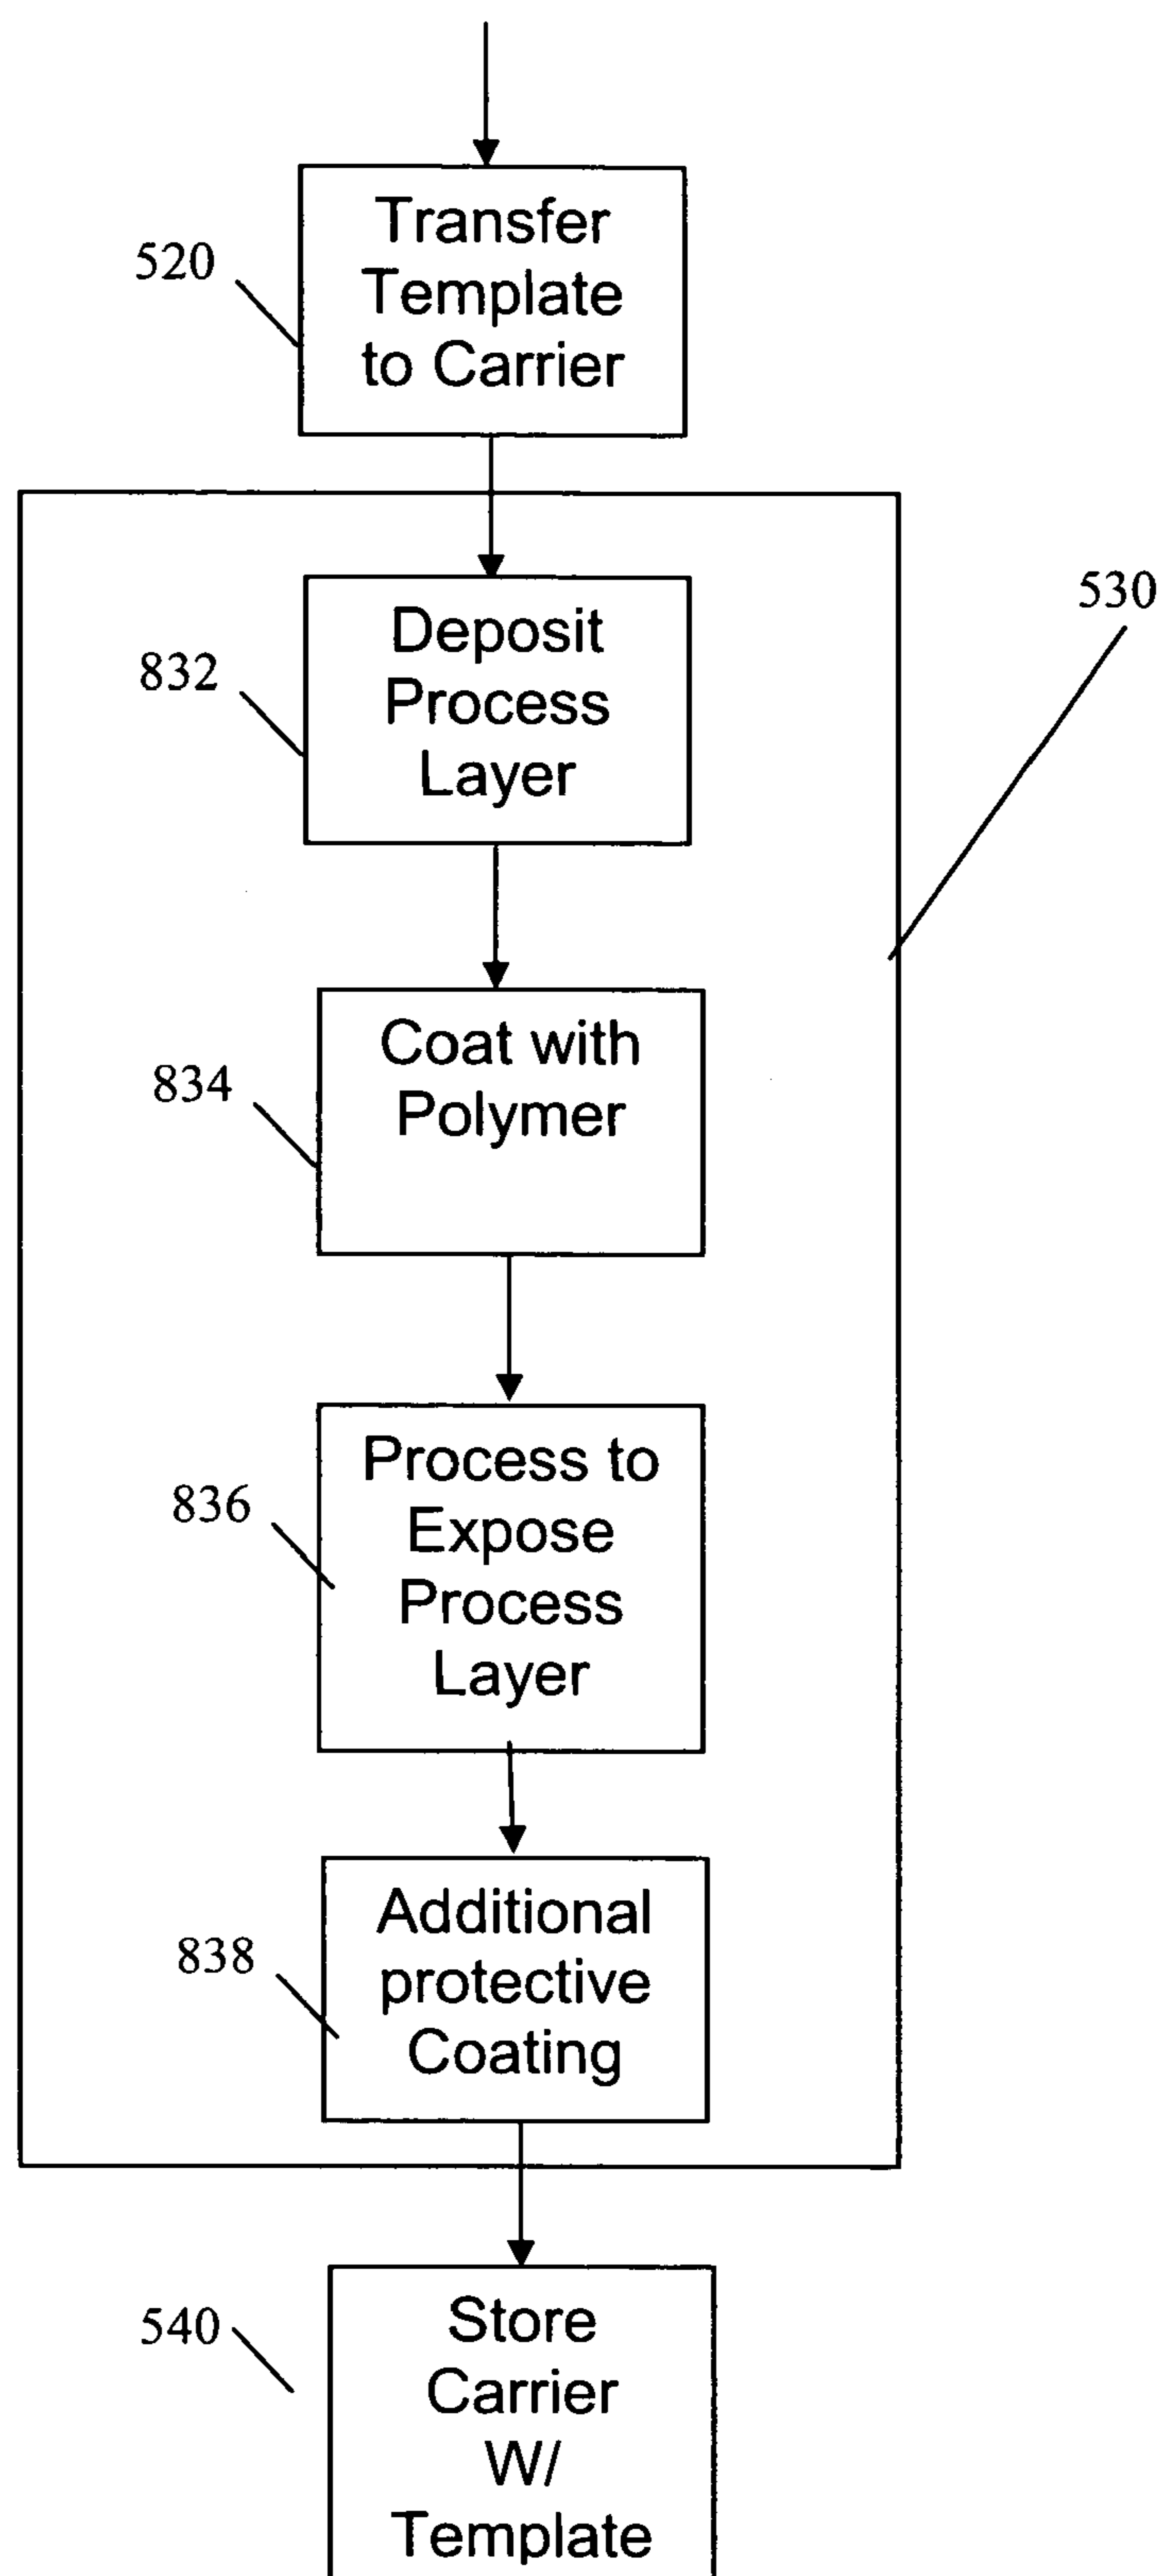 520
Transfer
Template
to Carrier
530
832
Deposit
Process
Layer
834
Coat with
Polymer
836
Process to
Expose
Process
Layer
838
Additional
protective
Coating
540
Store
Carrier
W/
Template